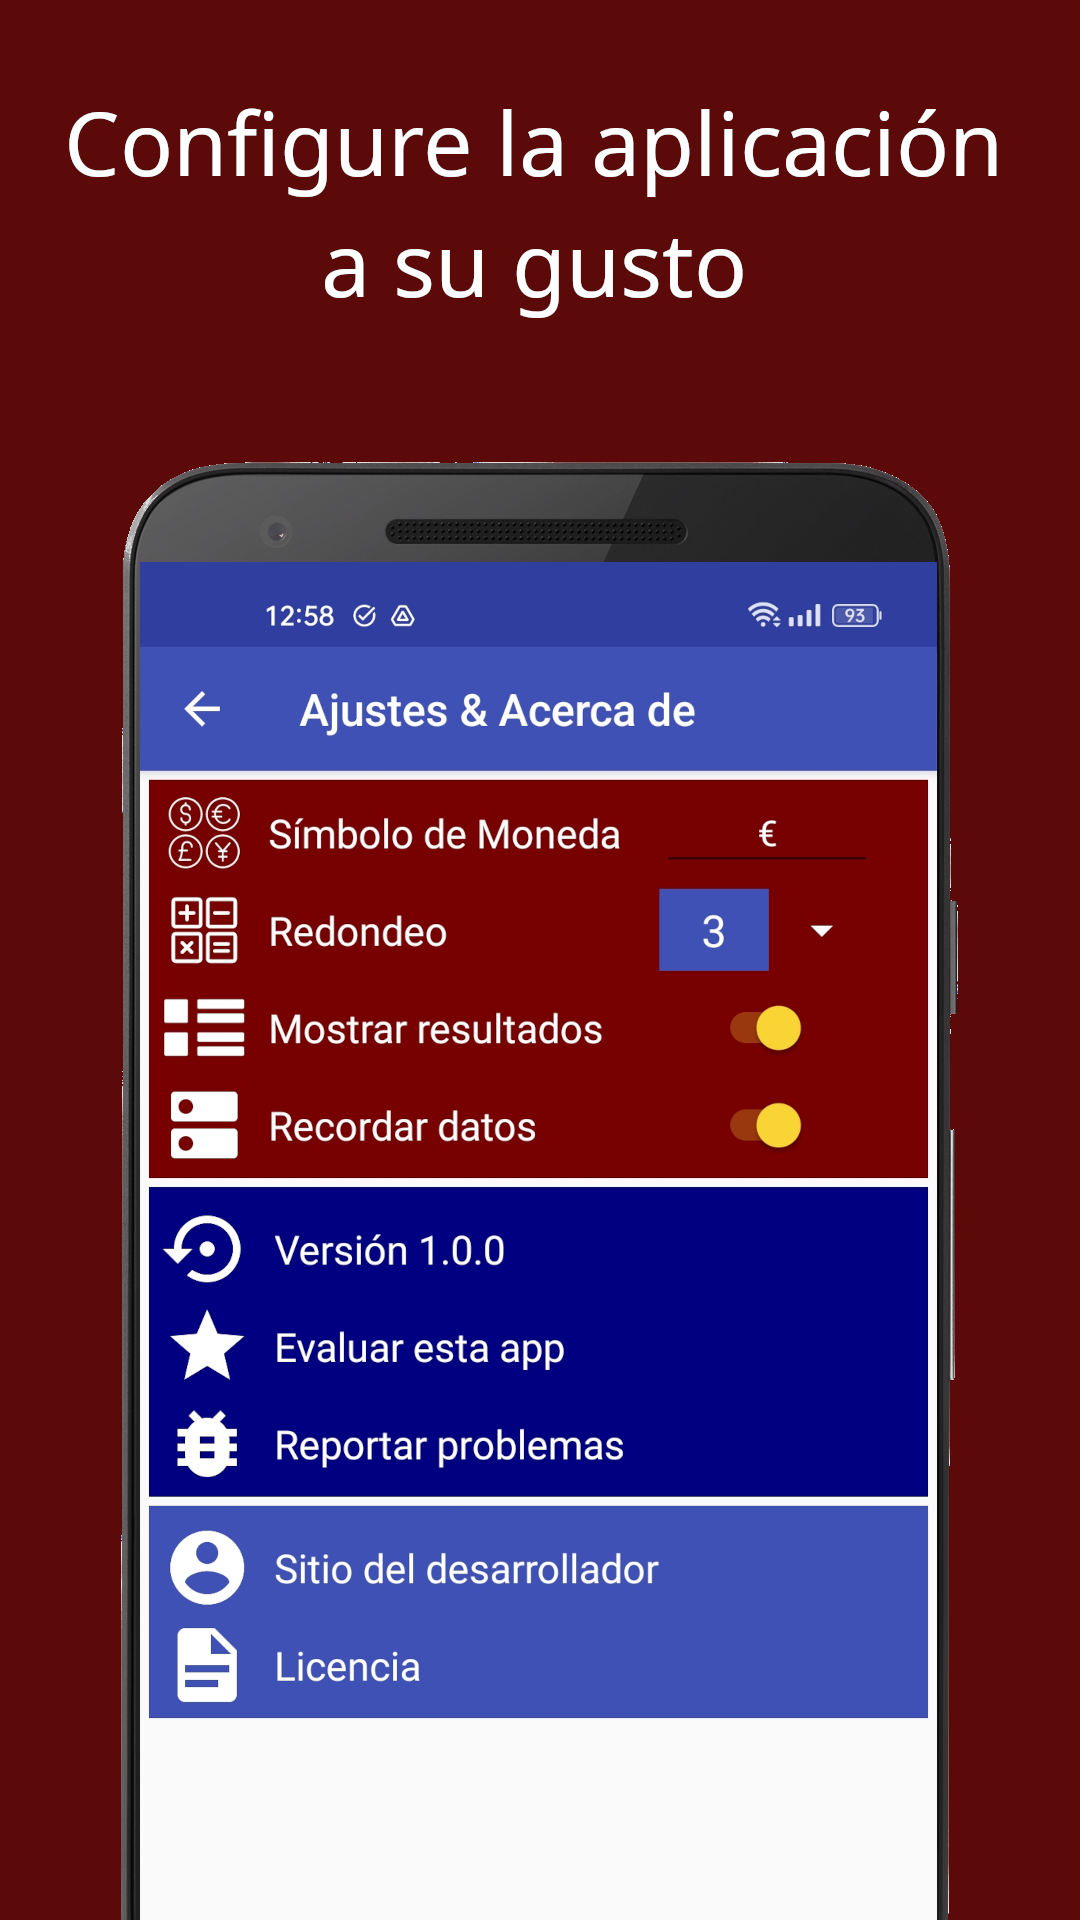 Configure la aplicación
a su gusto
12:58
93
Ajustes & Acerca de
Símbolo de Moneda €
Redondeo 3
Mostrar resultados
Recordar datos
Versión 1.0.0
Evaluar esta app
Reportar problemas
Sitio del desarrollador
Licencia